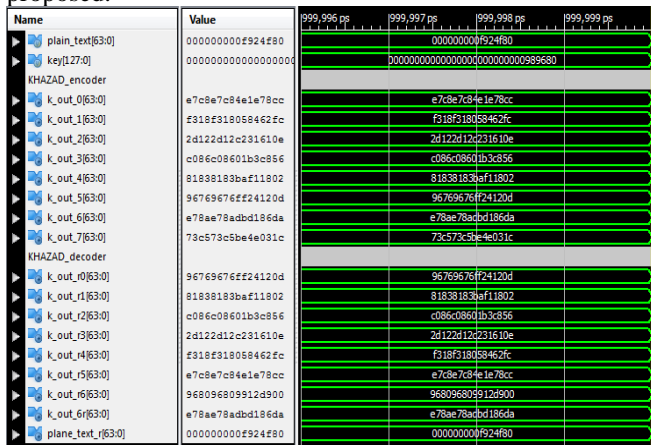 proposed.
Name Value 999,996 ps 999,997 ps 999,998 ps 999,999 ps
plain_text[63:0] 000000000f924f80 000000000f924f80
key[127:0] 00000000000000000 00000000000000000000000000989680
KHAZAD_encoder
k_out_0[63:0] e7c8e7c84e1e78cc e7c8e7c84e1e78cc
k_out_1[63:0] f318f318058462fc f318f318058462fc
k_out_2[63:0] 2d122d12c231610e 2d122d12c231610e
k_out_3[63:0] c086c08601b3c856 c086c08601b3c856
k_out_4[63:0] 81838183baf11802 81838183baf11802
k_out_5[63:0] 96769676ff24120d 96769676ff24120d
k_out_6[63:0] e78ae78adbd186da e78ae78adbd186da
k_out_7[63:0] 73c573c5be4e031c 73c573c5be4e031c
KHAZAD_decoder
k_out_r0[63:0] 96769676ff24120d 96769676ff24120d
k_out_r1[63:0] 81838183baf11802 81838183baf11802
k_out_r2[63:0] c086c08601b3c856 c086c08601b3c856
k_out_r3[63:0] 2d122d12c231610e 2d122d12c231610e
k_out_r4[63:0] f318f318058462fc f318f318058462fc
k_out_r5[63:0] e7c8e7c84e1e78cc e7c8e7c84e1e78cc
k_out_r6[63:0] 968096809912d900 968096809912d900
k_out_6r[63:0] e78ae78adbd186da e78ae78adbd186da
plane_text_r[63:0] 000000000f924f80 000000000f924f80